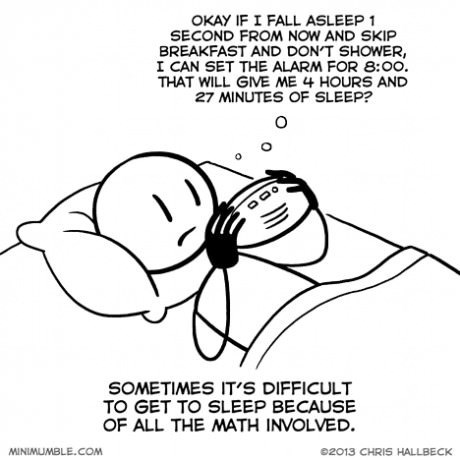 OKAY IF I FALL ASLEEP 1
SECOND FROM NOW AND SKIP
BREAKFAST AND DON'T SHOWER,
I CAN SET THE ALARM FOR 8:00.
THAT WILL GIVE ME 4 HOURS AND
27 MINUTES OF SLEEP?
SOMETIMES IT'S DIFFICULT
TO GET TO SLEEP BECAUSE
OF ALL THE MATH INVOLVED.
MINIMUMBLE.COM
©2013 CHRIS HALLBECK